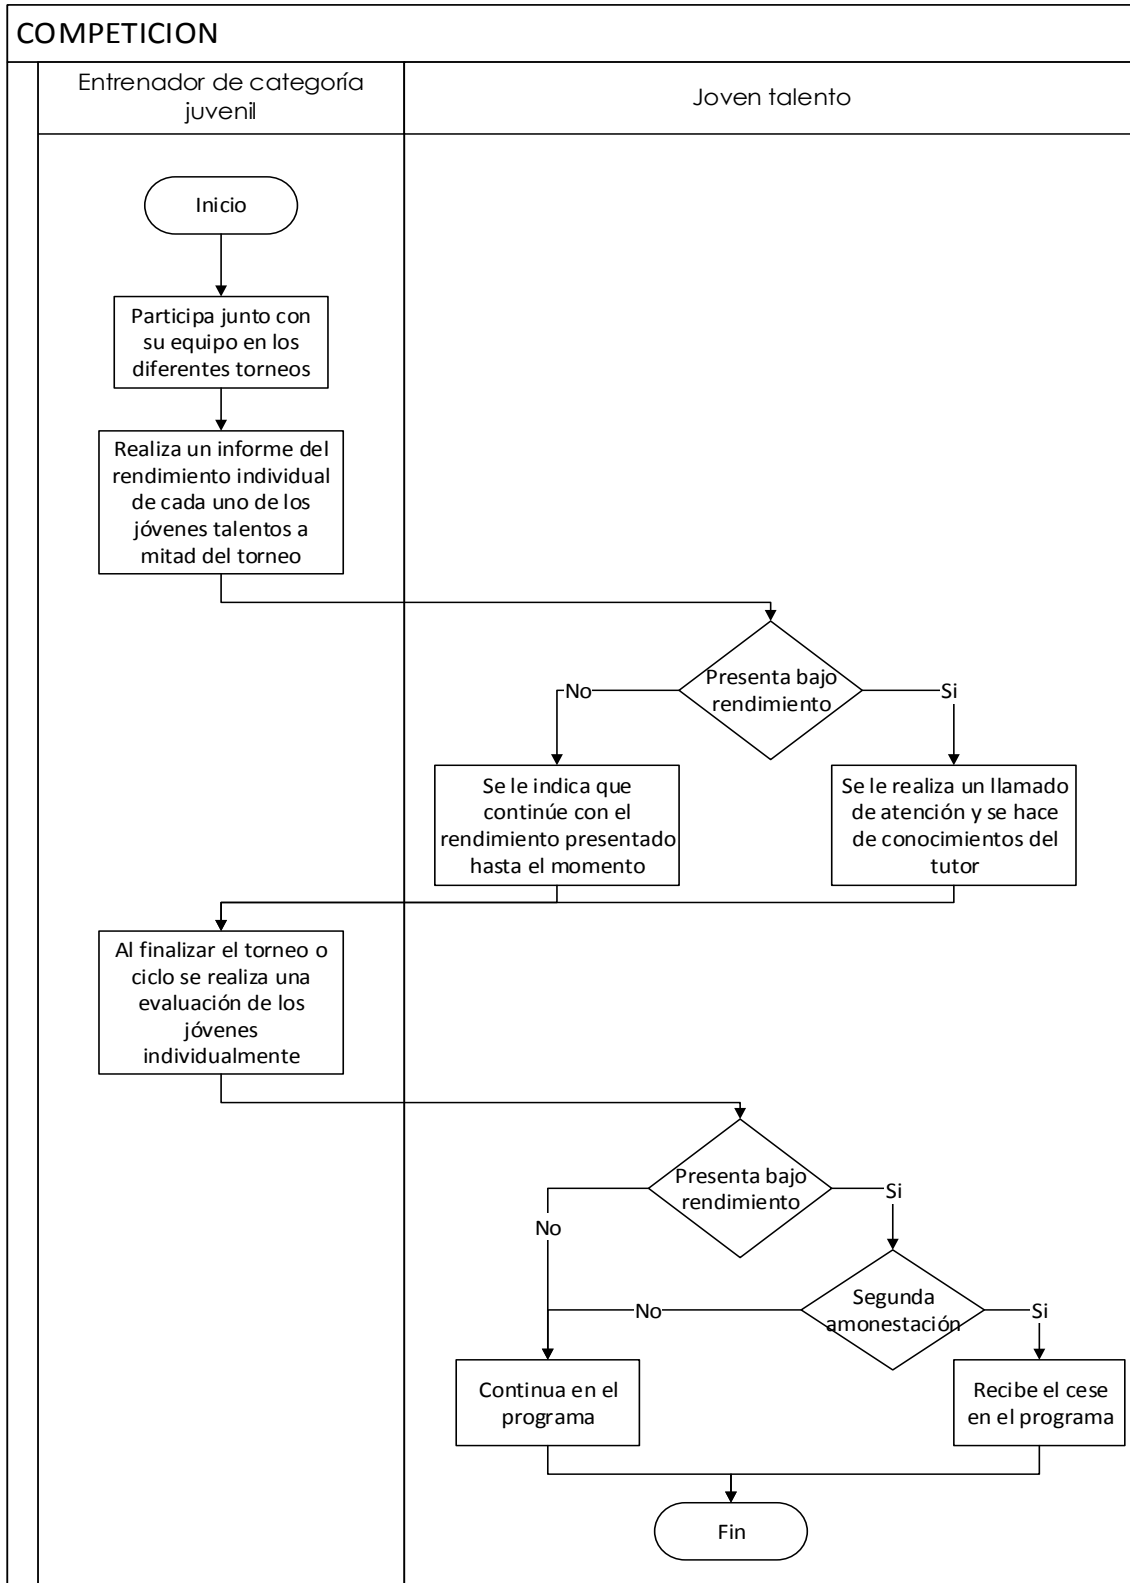 COMPETICION
Entrenador de categoría
juvenil
Joven talento
Inicio
Participa junto con
su equipo en los
diferentes torneos
Realiza un informe del
rendimiento individual
de cada uno de los
jóvenes talentos a
mitad del torneo
Presenta bajo
rendimiento
No
Si
Se le indica que
continúe con el
rendimiento presentado
hasta el momento
Se le realiza un llamado
de atención y se hace
de conocimientos del
tutor
Al finalizar el torneo o
ciclo se realiza una
evaluación de los
jóvenes
individualmente
Presenta bajo
rendimiento
Si
No
Segunda
amonestación
No
Si
Continua en el
programa
Recibe el cese
en el programa
Fin